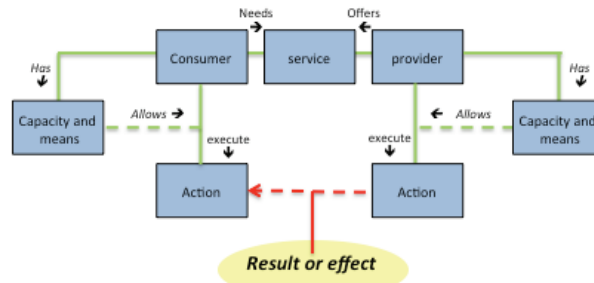 Needs
Offers
Consumer
service
provider
Has
Has
Capacity and
means
Allows
Allows
Capacity and
means
execute
execute
Action
Action
Result or effect